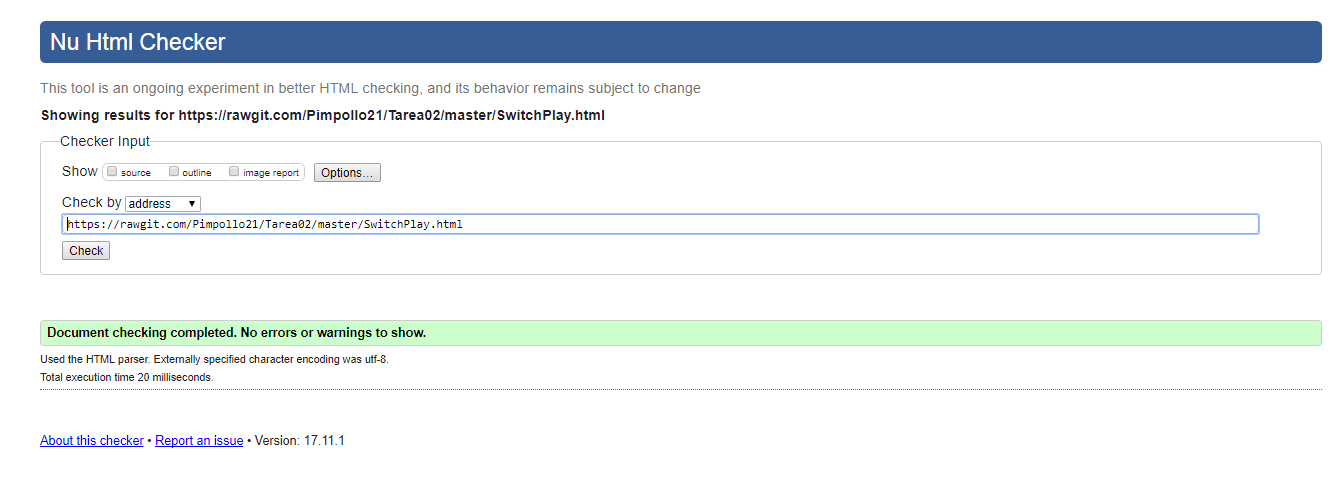 Nu Html Checker
This tool is an ongoing experiment in better HTML checking, and its behavior remains subject to change
Showing results for https://rawgit.com/Pimpollo21/Tarea02/master/SwitchPlay.html
Checker Input
Show source outline image report Options...
Check by address
https://rawgit.com/Pimpollo21/Tarea02/master/SwitchPlay.html
Check
Document checking completed. No errors or warnings to show.
Used the HTML parser. Externally specified character encoding was utf-8.
Total execution time 20 milliseconds.
About this checker • Report an issue • Version: 17.11.1